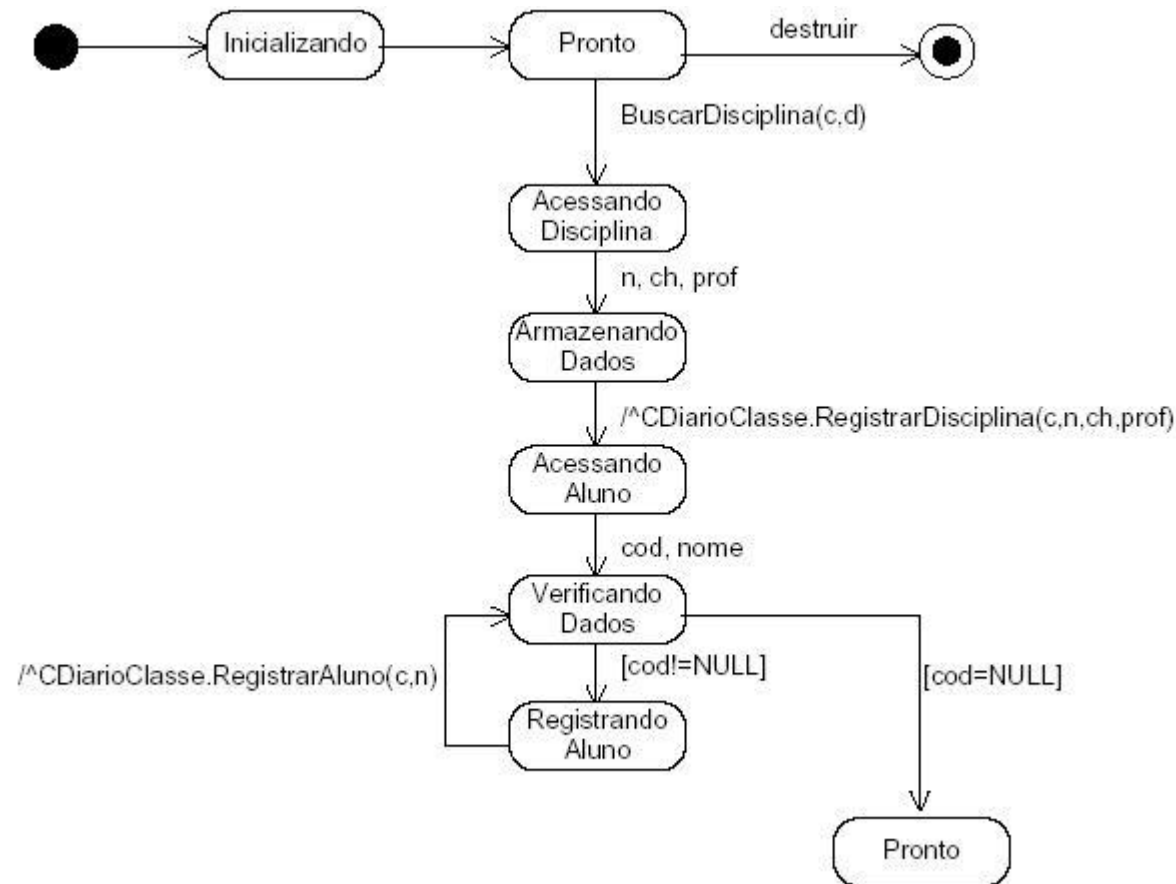 Inicializando
Pronto
destruir
BuscarDisciplina(c,d)
Acessando
Disciplina
n, ch, prof
Armazenando
Dados
/^CDiarioClasse.RegistrarDisciplina(c,n,ch,prof)
Acessando
Aluno
cod, nome
Verificando
Dados
/^CDiarioClasse.RegistrarAluno(c,n)
[cod!=NULL]
[cod=NULL]
Registrando
Aluno
Pronto